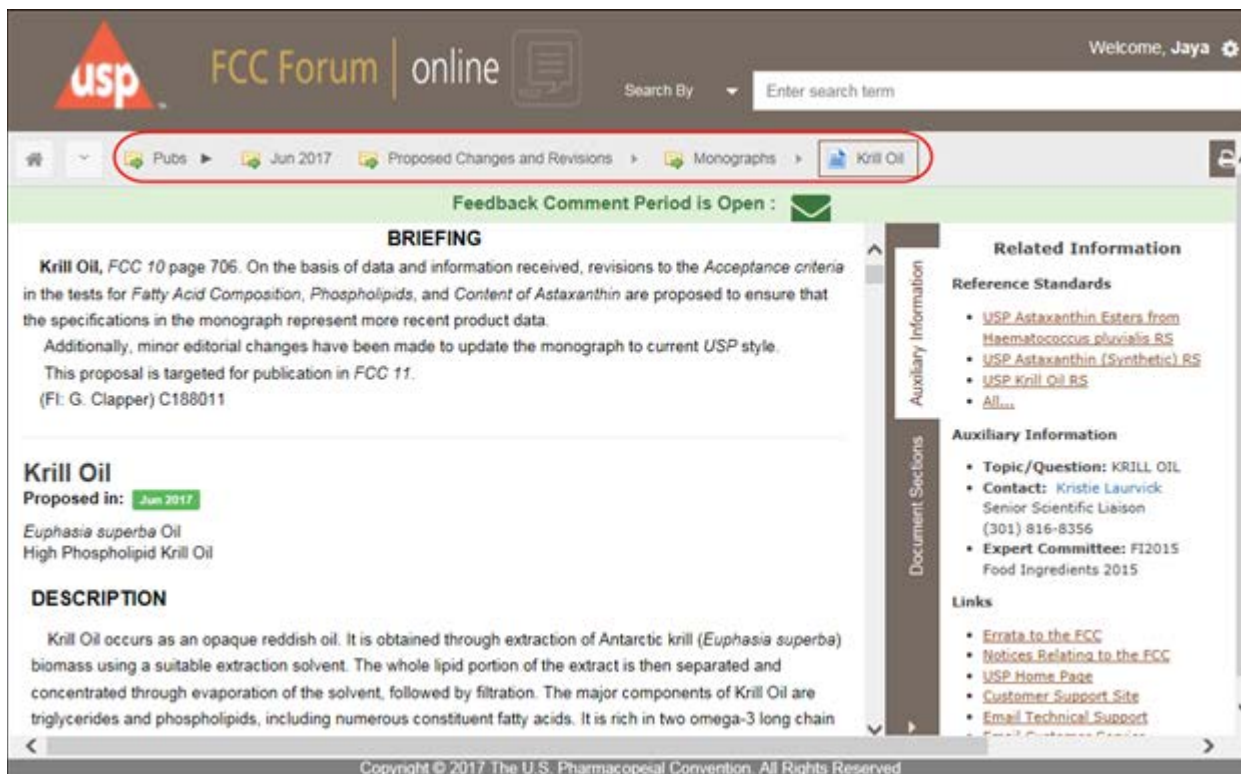 usp
FCC Forum | online
Welcome, Jaya
Search By
Enter search term
Pubs
Jun 2017
Proposed Changes and Revisions
Monographs
Krill Oil
Feedback Comment Period is Open :
BRIEFING
Krill Oil, FCC 10 page 706. On the basis of data and information received, revisions to the Acceptance criteria
in the tests for Fatty Acid Composition, Phospholipids, and Content of Astaxanthin are proposed to ensure that
the specifications in the monograph represent more recent product data.
Additionally, minor editorial changes have been made to update the monograph to current USP style.
This proposal is targeted for publication in FCC 11.
(FI: G. Clapper) C188011
Krill Oil
Proposed in: Jun 2017
Euphasia superba Oil
High Phospholipid Krill Oil
DESCRIPTION
Krill Oil occurs as an opaque reddish oil. It is obtained through extraction of Antarctic krill (Euphasia superba)
biomass using a suitable extraction solvent. The whole lipid portion of the extract is then separated and
concentrated through evaporation of the solvent, followed by filtration. The major components of Krill Oil are
triglycerides and phospholipids, including numerous constituent fatty acids. It is rich in two omega-3 long chain
Auxiliary Information
Document Sections
Related Information
Reference Standards
USP Astaxanthin Esters from
Haematococcus pluvialis RS
USP Astaxanthin (Synthetic) RS
USP Krill Oil RS
All...
Auxiliary Information
Topic/Question: KRILL OIL
Contact: Kristie Laurvick
Senior Scientific Liaison
(301) 816-8356
Expert Committee: FI2015
Food Ingredients 2015
Links
Errata to the FCC
Notices Relating to the FCC
USP Home Page
Customer Support Site
Email Technical Support
Email Customer Service
Copyright © 2017 The U.S. Pharmacopeial Convention. All Rights Reserved